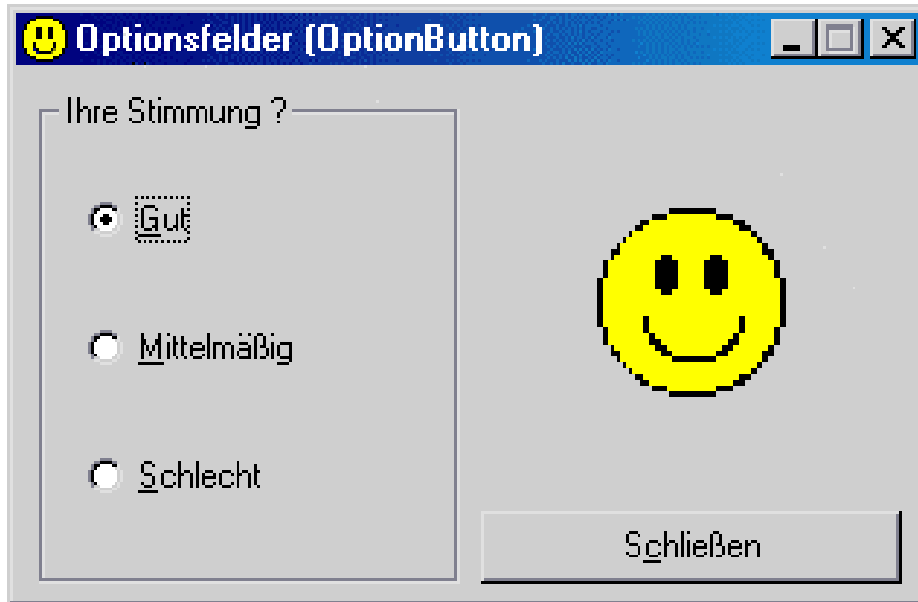 Optionsfelder (OptionButton)
Ihre Stimmung ?
Gut
Mittelmäßig
Schlecht
Schließen